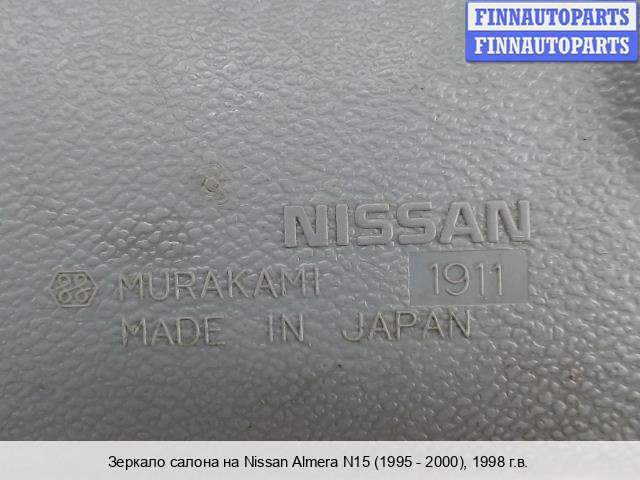 FINNAUTOPARTS
FINNAUTOPARTS
NISSAN
MURAKAMI 1911
MADE IN JAPAN
Зеркало салона на Nissan Almera N15 (1995 - 2000), 1998 г.в.